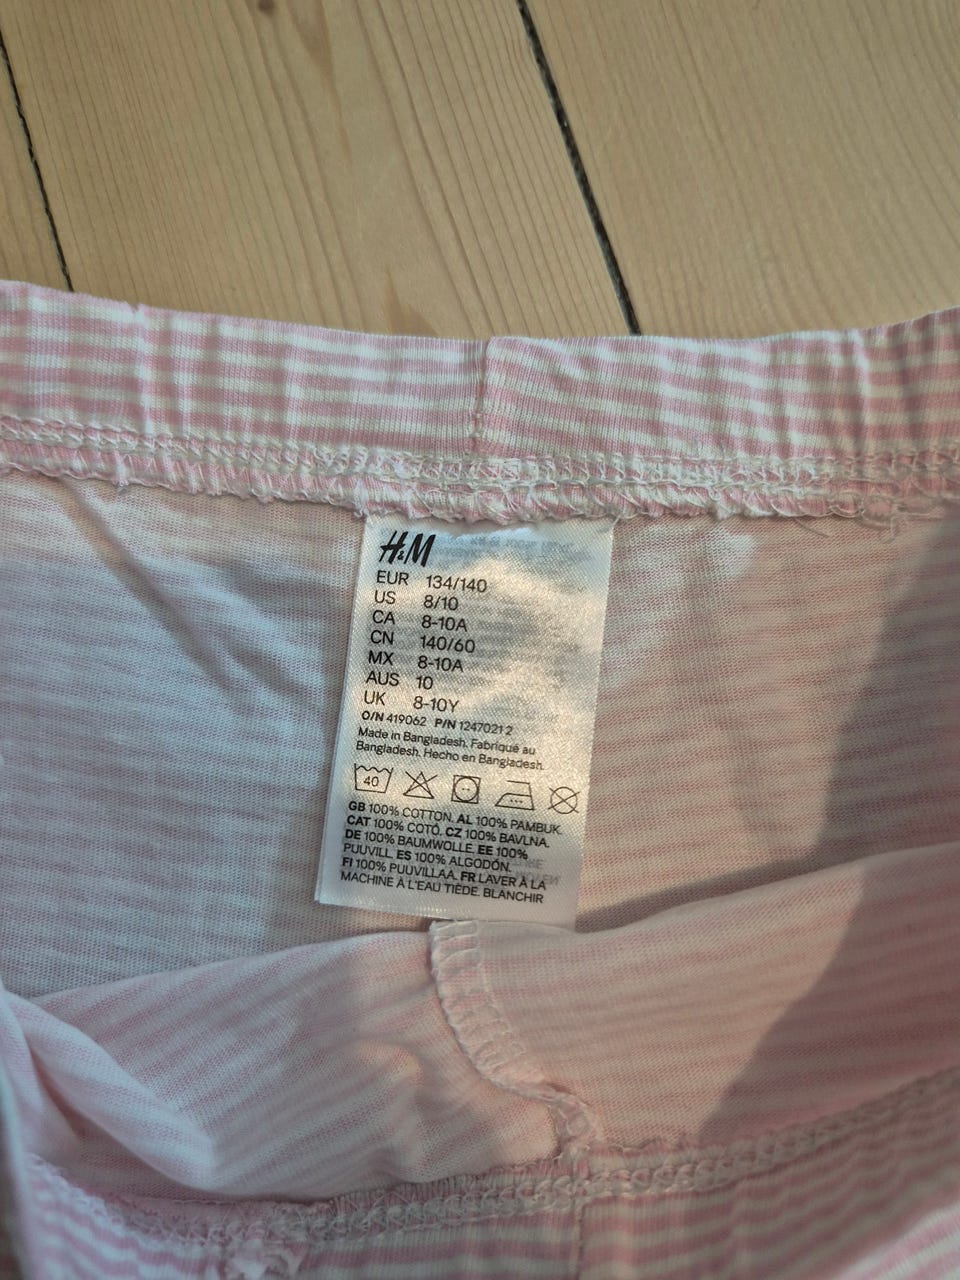 H&M
EUR 134/140
US 8/10
CA 8-10A
CN 140/60
MX 8-10A
AUS 10
UK 8-10Y
O/N 419062 P/N 1247021 2
Made in Bangladesh. Fabriqué au
Bangladesh. Hecho en Bangladesh.
40
GB 100% COTTON. AL 100% PAMBUK.
CAT 100% COTÓ. CZ 100% BAVLNA.
DE 100% BAUMWOLLE. EE 100%
PUUVILL. ES 100% ALGODÓN.
FI 100% PUUVILLAA. FR LAVER À LA
MACHINE À L'EAU TIÈDE. BLANCHIR